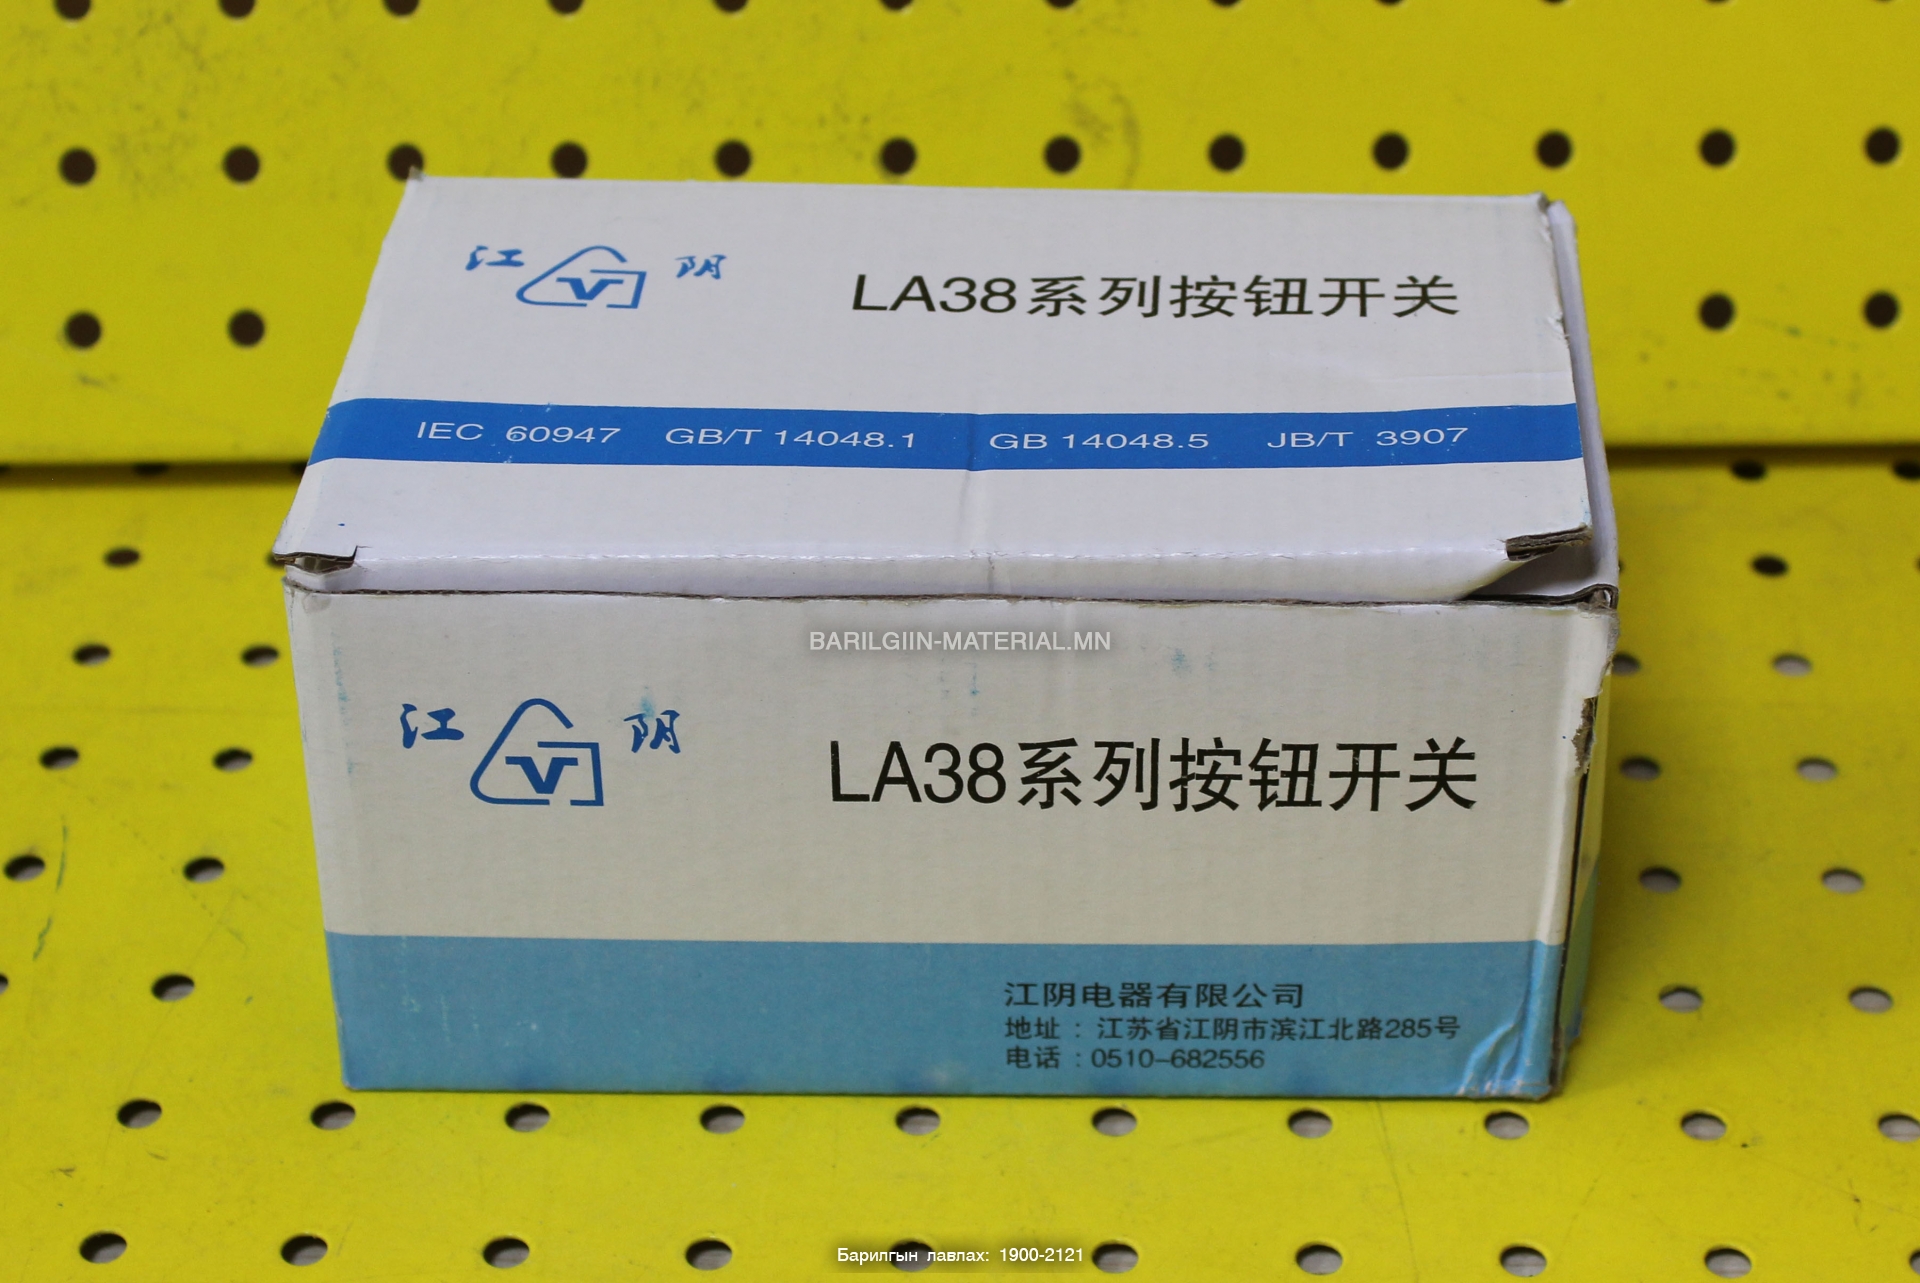 江 阴
LA38系列按钮开关
IEC 60947 GB/T 14048.1 GB 14048.5 JB/T 3907
BARILGIIN-MATERIAL.MN
江 阴
LA38系列按钮开关
江阴电器有限公司
地址：江苏省江阴市滨江北路285号
电话：0510-682556
Барилгын лавлах: 1900-2121